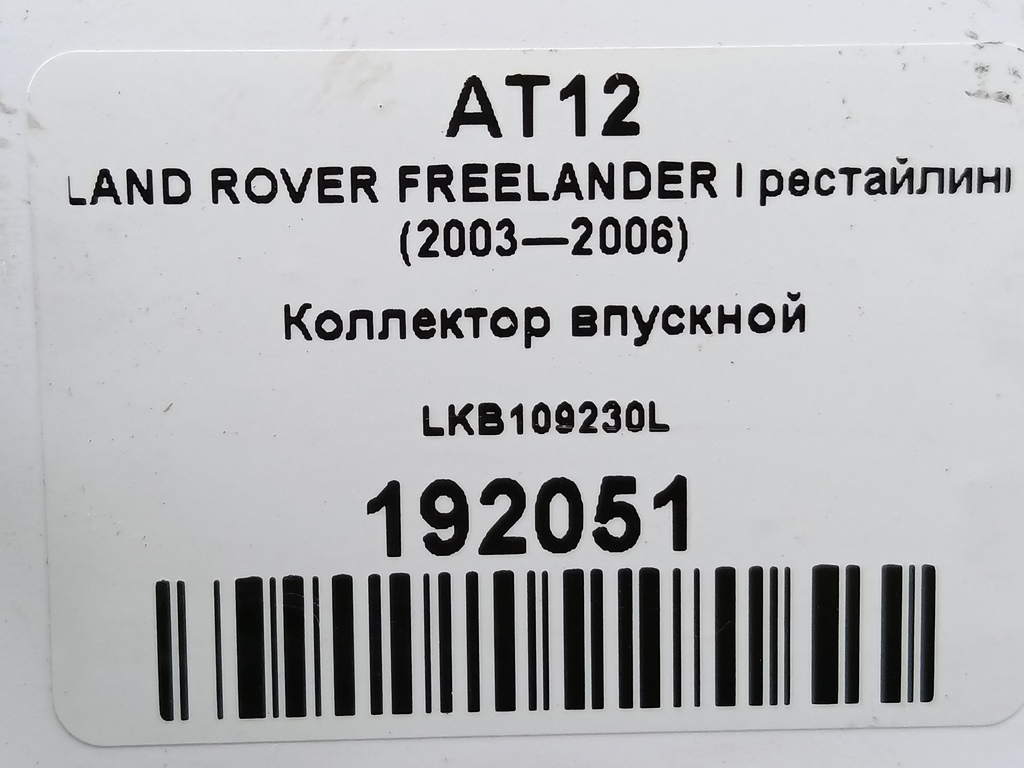 AT12
LAND ROVER FREELANDER I рестайлинг
(2003—2006)
Коллектор впускной
LKB109230L
192051